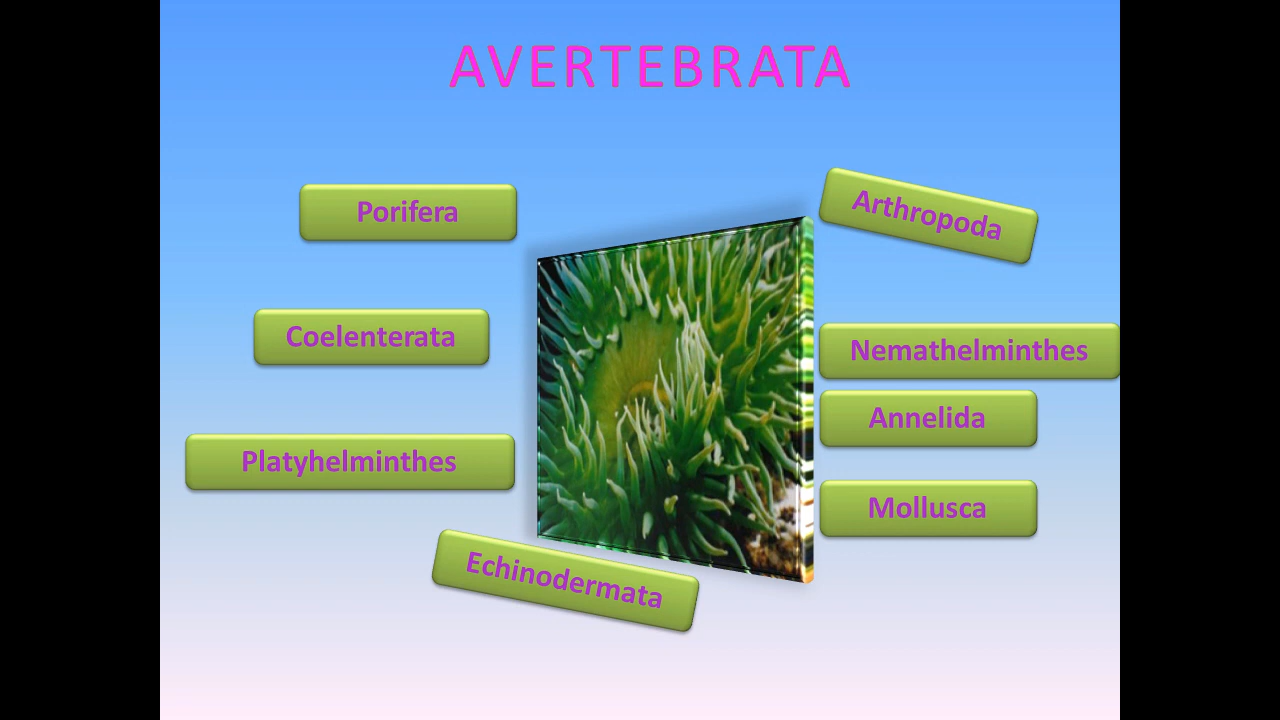 AVERTEBRATA
Porifera
Arthropoda
Coelenterata
Nemathelminthes
Annelida
Platyhelminthes
Mollusca
Echinodermata